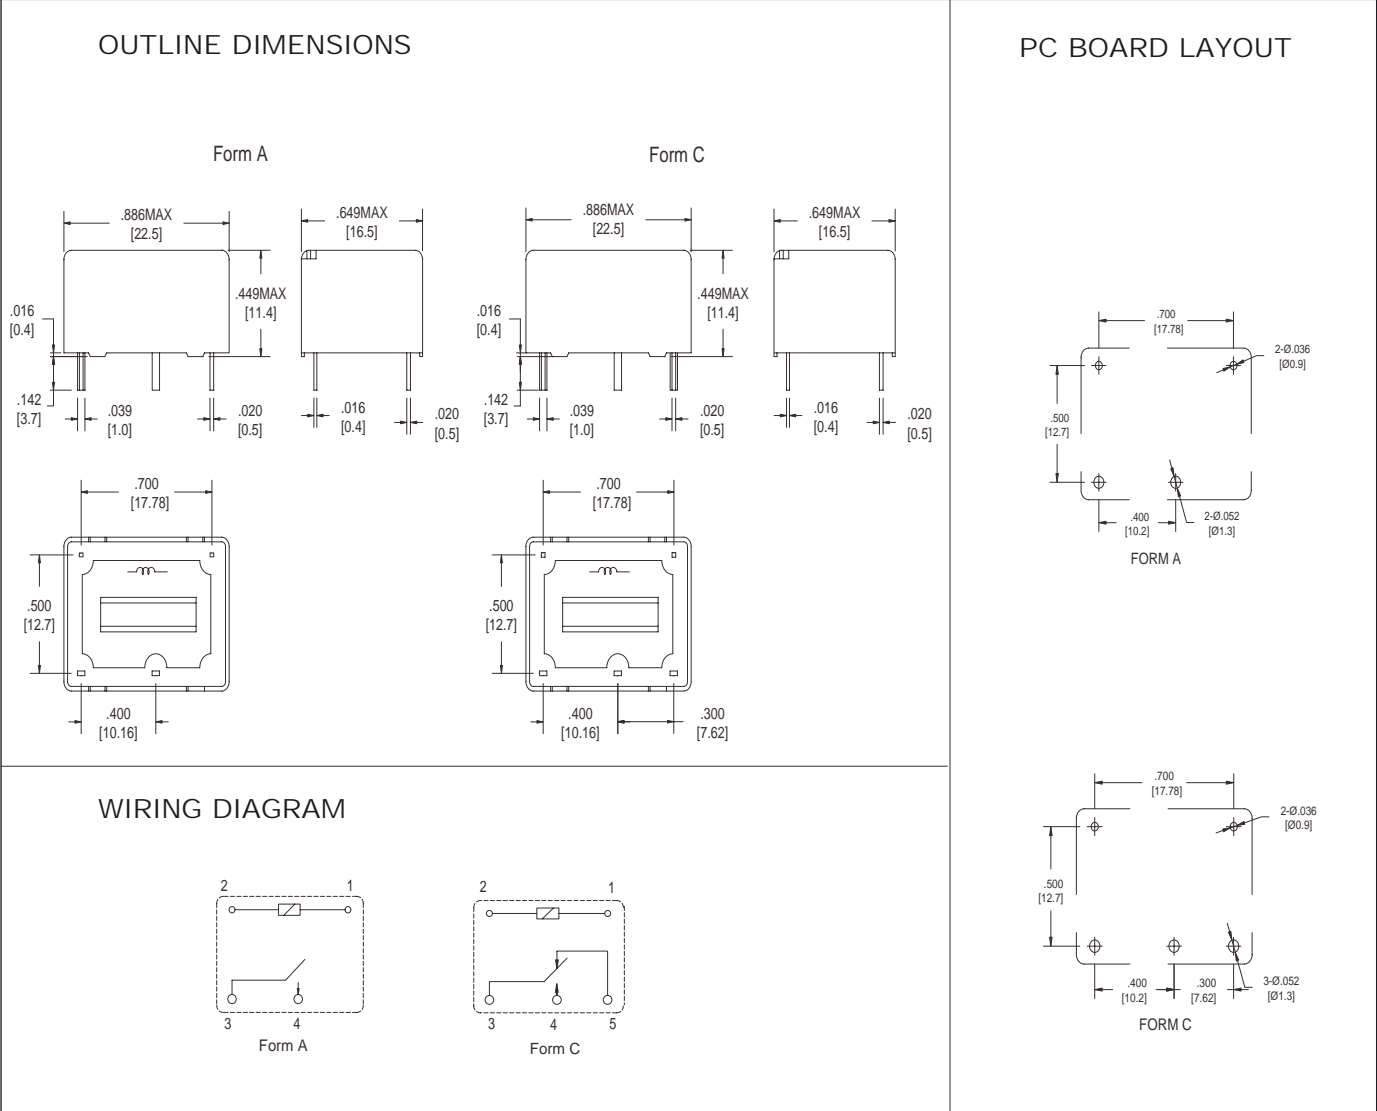 OUTLINE DIMENSIONS
Form A
Form C
.886MAX
[22.5]
.649MAX
[16.5]
.886MAX
[22.5]
.649MAX
[16.5]
.449MAX
[11.4]
.449MAX
[11.4]
.016
[0.4]
.016
[0.4]
.142
[3.7]
.039
[1.0]
.020
[0.5]
.016
[0.4]
.020
[0.5]
.142
[3.7]
.039
[1.0]
.020
[0.5]
.016
[0.4]
.020
[0.5]
.700
[17.78]
.700
[17.78]
.500
[12.7]
.500
[12.7]
.400
[10.16]
.400
[10.16]
.300
[7.62]
WIRING DIAGRAM
2
1
3
4
Form A
2
1
3
4
5
Form C
PC BOARD LAYOUT
.700
[17.78]
2-Ø.036
[Ø0.9]
.500
[12.7]
.400
[10.2]
2-Ø.052
[Ø1.3]
FORM A
.700
[17.78]
2-Ø.036
[Ø0.9]
.500
[12.7]
.400
[10.2]
.300
[7.62]
3-Ø.052
[Ø1.3]
FORM C